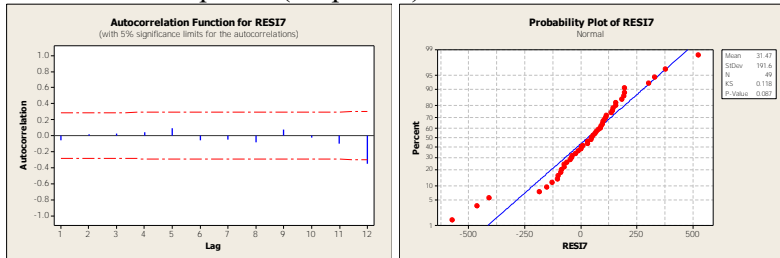 Autocorrelation Function for RESI7
(with 5% significance limits for the autocorrelations)
1.0
0.8
0.6
0.4
0.2
0.0
-0.2
-0.4
-0.6
-0.8
-1.0
Autocorrelation
1 2 3 4 5 6 7 8 9 10 11 12
Lag
Probability Plot of RESI7
Normal
99
95
90
80
70
60
50
40
30
20
10
5
1
Percent
-500 -250 0 250 500
RESI7
Mean 31.47
StDev 191.6
N 49
KS 0.118
P-Value 0.087